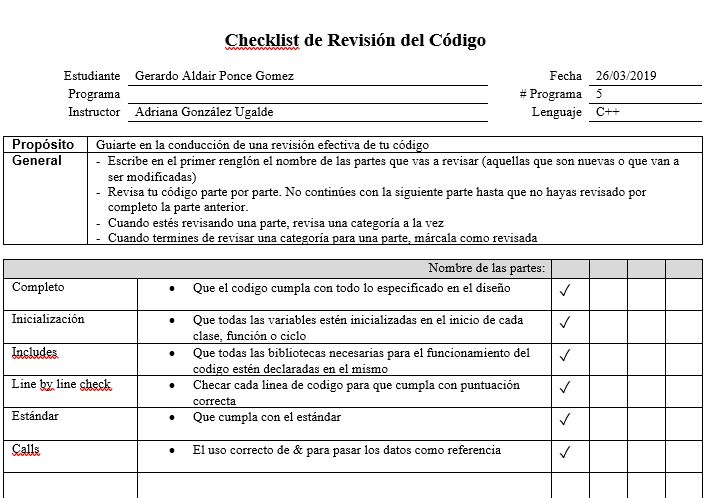 Checklist de Revisión del Código
Estudiante Gerardo Aldair Ponce Gomez Fecha 26/03/2019
Programa # Programa 5
Instructor Adriana González Ugalde Lenguaje C++
Propósito Guiarte en la conducción de una revisión efectiva de tu código
General - Escribe en el primer renglón el nombre de las partes que vas a revisar (aquellas que son nuevas o que van a
ser modificadas)
- Revisa tu código parte por parte. No continúes con la siguiente parte hasta que no hayas revisado por
completo la parte anterior.
- Cuando estés revisando una parte, revisa una categoría a la vez
- Cuando termines de revisar una categoría para una parte, márcala como revisada
Nombre de las partes:
Completo • Que el codigo cumpla con todo lo especificado en el diseño ✓
Inicialización • Que todas las variables estén inicializadas en el inicio de cada ✓
clase, función o ciclo
Includes • Que todas las bibliotecas necesarias para el funcionamiento del ✓
codigo estén declaradas en el mismo
Line by line check • Checar cada linea de codigo para que cumpla con puntuación ✓
correcta
Estándar • Que cumpla con el estándar ✓
Calls • El uso correcto de & para pasar los datos como referencia ✓